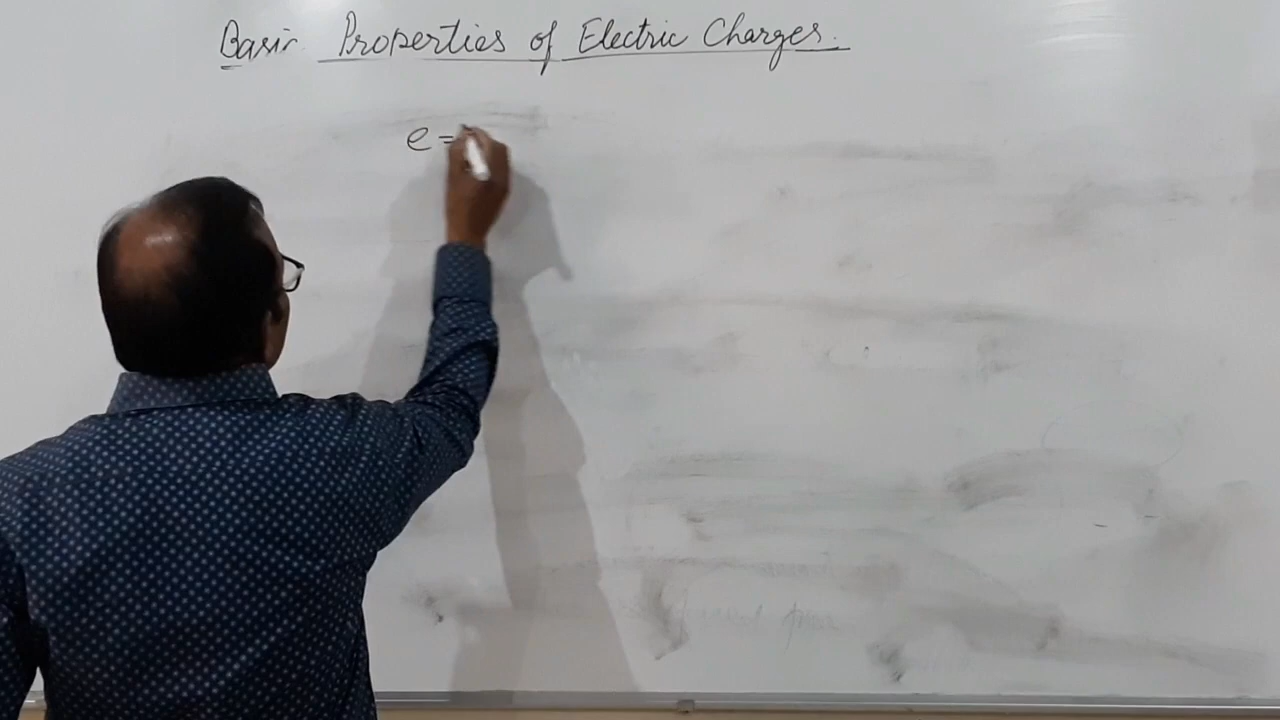 Basic Properties of Electric Charges.
e =